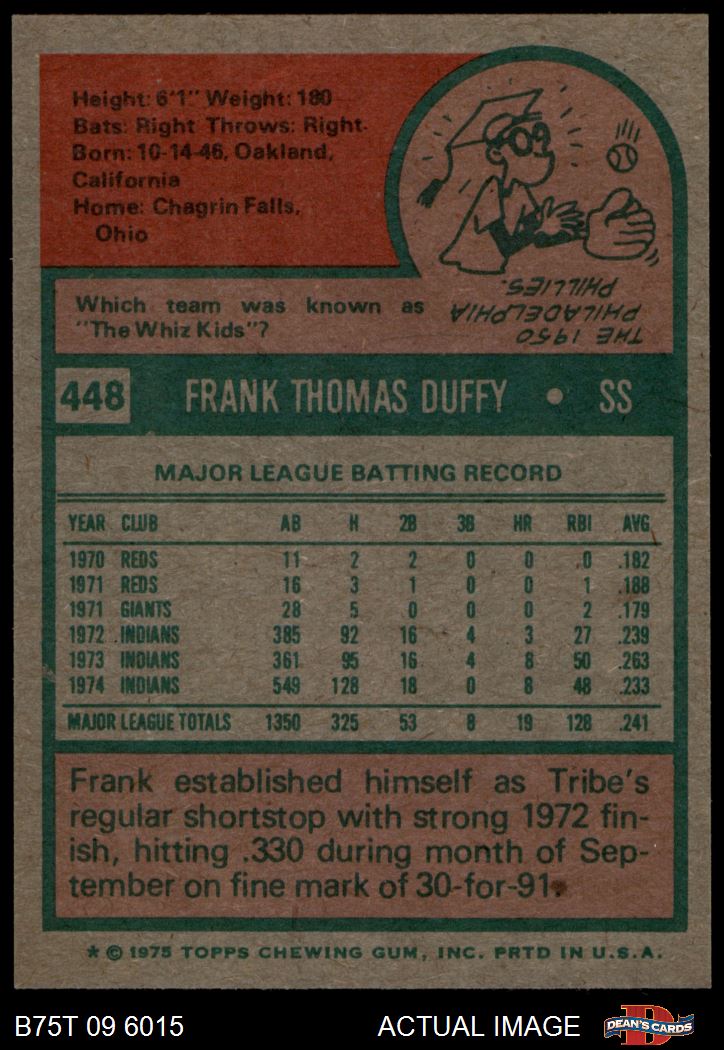 Height: 6'1" Weight: 180
Bats: Right Throws: Right
Born: 10-14-46, Oakland,
California
Home: Chagrin Falls,
Ohio
Which team was known as
"The Whiz Kids"?
THE 1950
PHILADELPHIA
PHILLIES.
448 FRANK THOMAS DUFFY • SS
MAJOR LEAGUE BATTING RECORD
YEAR CLUB AB H 2B 3B HR RBI AVG
1970 REDS 11 2 2 0 0 0 .182
1971 REDS 16 3 1 0 0 1 .188
1971 GIANTS 28 5 0 0 0 2 .179
1972 INDIANS 385 92 16 4 3 27 .239
1973 INDIANS 361 95 16 4 8 50 .263
1974 INDIANS 549 128 18 0 8 48 .233
MAJOR LEAGUE TOTALS 1350 325 53 8 19 128 .241
Frank established himself as Tribe's
regular shortstop with strong 1972 fin-
ish, hitting .330 during month of Sep-
tember on fine mark of 30-for-91.
* © 1975 TOPPS CHEWING GUM, INC. PRTD IN U.S.A.
B75T 09 6015 ACTUAL IMAGE D DEAN'S CARDS